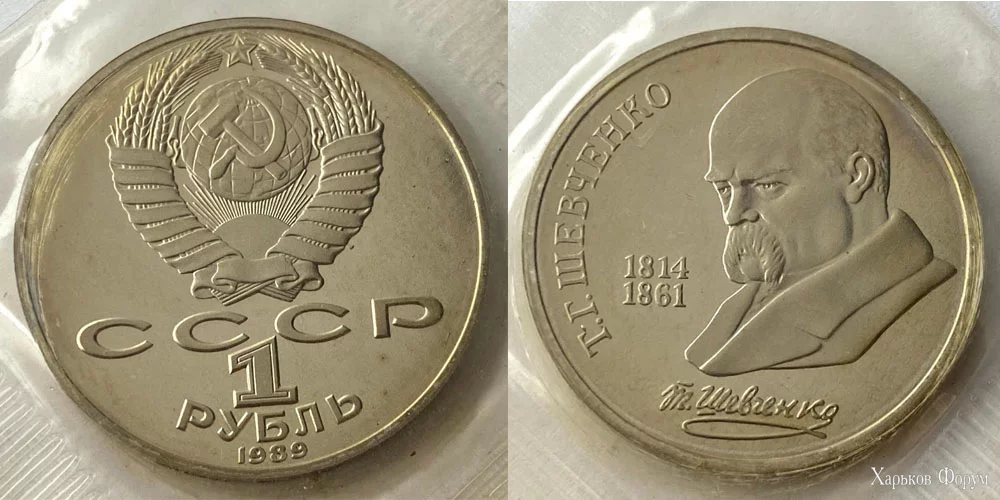 СССР
1
РУБЛЬ
1989
Т.Г. ШЕВЧЕНКО
1814
1861
Т. Шевченко
Харьков Форум